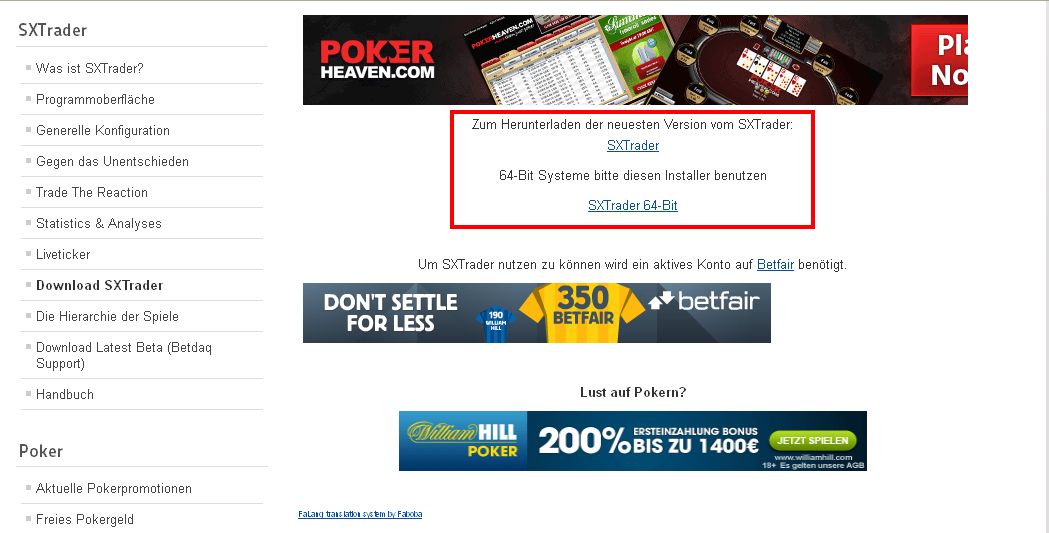 SXTrader
Was ist SXTrader?
Programmoberfläche
Generelle Konfiguration
Gegen das Unentschieden
Trade The Reaction
Statistics & Analyses
Liveticker
Download SXTrader
Die Hierarchie der Spiele
Download Latest Beta (Betdaq
Support)
Handbuch
Poker
Aktuelle Pokerpromotionen
Freies Pokergeld
POKER
HEAVEN.COM
Pla
No
Zum Herunterladen der neuesten Version vom SXTrader:
SXTrader
64-Bit Systeme bitte diesen Installer benutzen
SXTrader 64-Bit
Um SXTrader nutzen zu können wird ein aktives Konto auf Betfair benötigt.
DON'T SETTLE
FOR LESS
190
WILLIAM
HILL
350
BETFAIR
betfair
Lust auf Pokern?
William HILL
POKER
200% ERSTEINZAHLUNG BONUS
BIS ZU 1400€
JETZT SPIELEN
www.williamhill.com
18+ Es gelten unsere AGB
FaLang translation system by Faboba